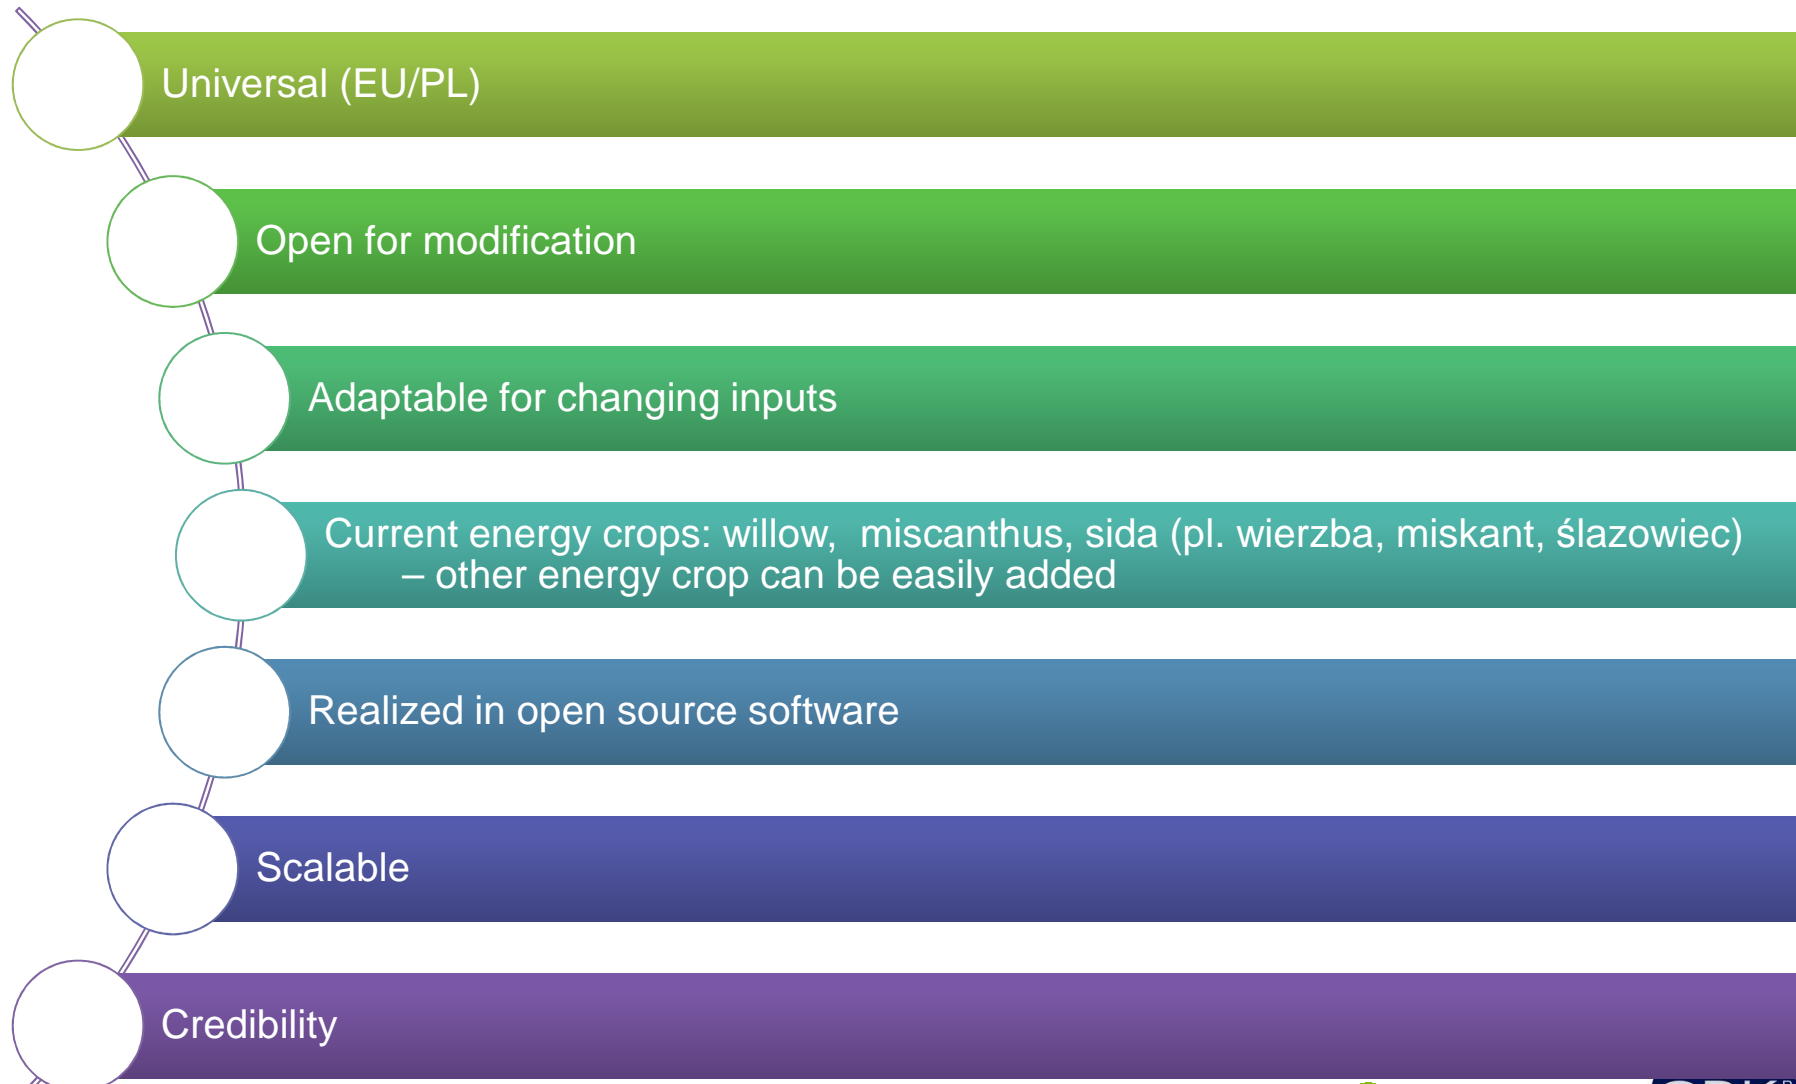 Universal (EU/PL)
Open for modification
Adaptable for changing inputs
Current energy crops: willow,  miscanthus, sida (pl. wierzba, miskant, ślazowiec)
– other energy crop can be easily added
Realized in open source software
Scalable
Credibility